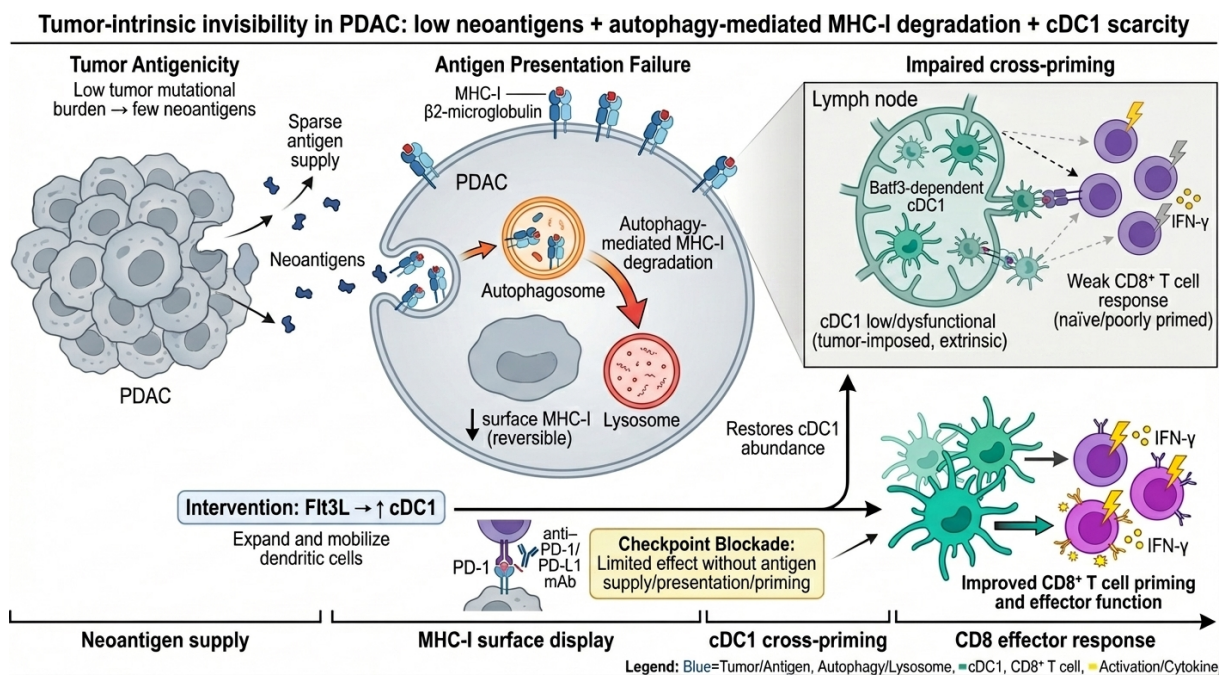 Tumor-intrinsic invisibility in PDAC: low neoantigens + autophagy-mediated MHC-I degradation + cDC1 scarcity
Tumor Antigenicity
Low tumor mutational
burden → few neoantigens
Sparse
antigen
supply
Neoantigens
PDAC
Antigen Presentation Failure
MHC-I
β2-microglobulin
PDAC
Autophagy-
mediated MHC-I
degradation
Autophagosome
↓ surface MHC-I
(reversible)
Lysosome
Impaired cross-priming
Lymph node
Batf3-dependent
cDC1
IFN-γ
Weak CD8⁺ T cell
response
(naïve/poorly primed)
cDC1 low/dysfunctional
(tumor-imposed, extrinsic)
Restores cDC1
abundance
Intervention: Flt3L → ↑ cDC1
Expand and mobilize
dendritic cells
PD-1
anti–
PD-1/
PD-L1
mAb
Checkpoint Blockade:
Limited effect without antigen
supply/presentation/priming
IFN-γ
IFN-γ
Improved CD8⁺ T cell priming
and effector function
Neoantigen supply
MHC-I surface display
cDC1 cross-priming
CD8 effector response
Legend: Blue=Tumor/Antigen, Autophagy/Lysosome, cDC1, CD8⁺ T cell, Activation/Cytokine